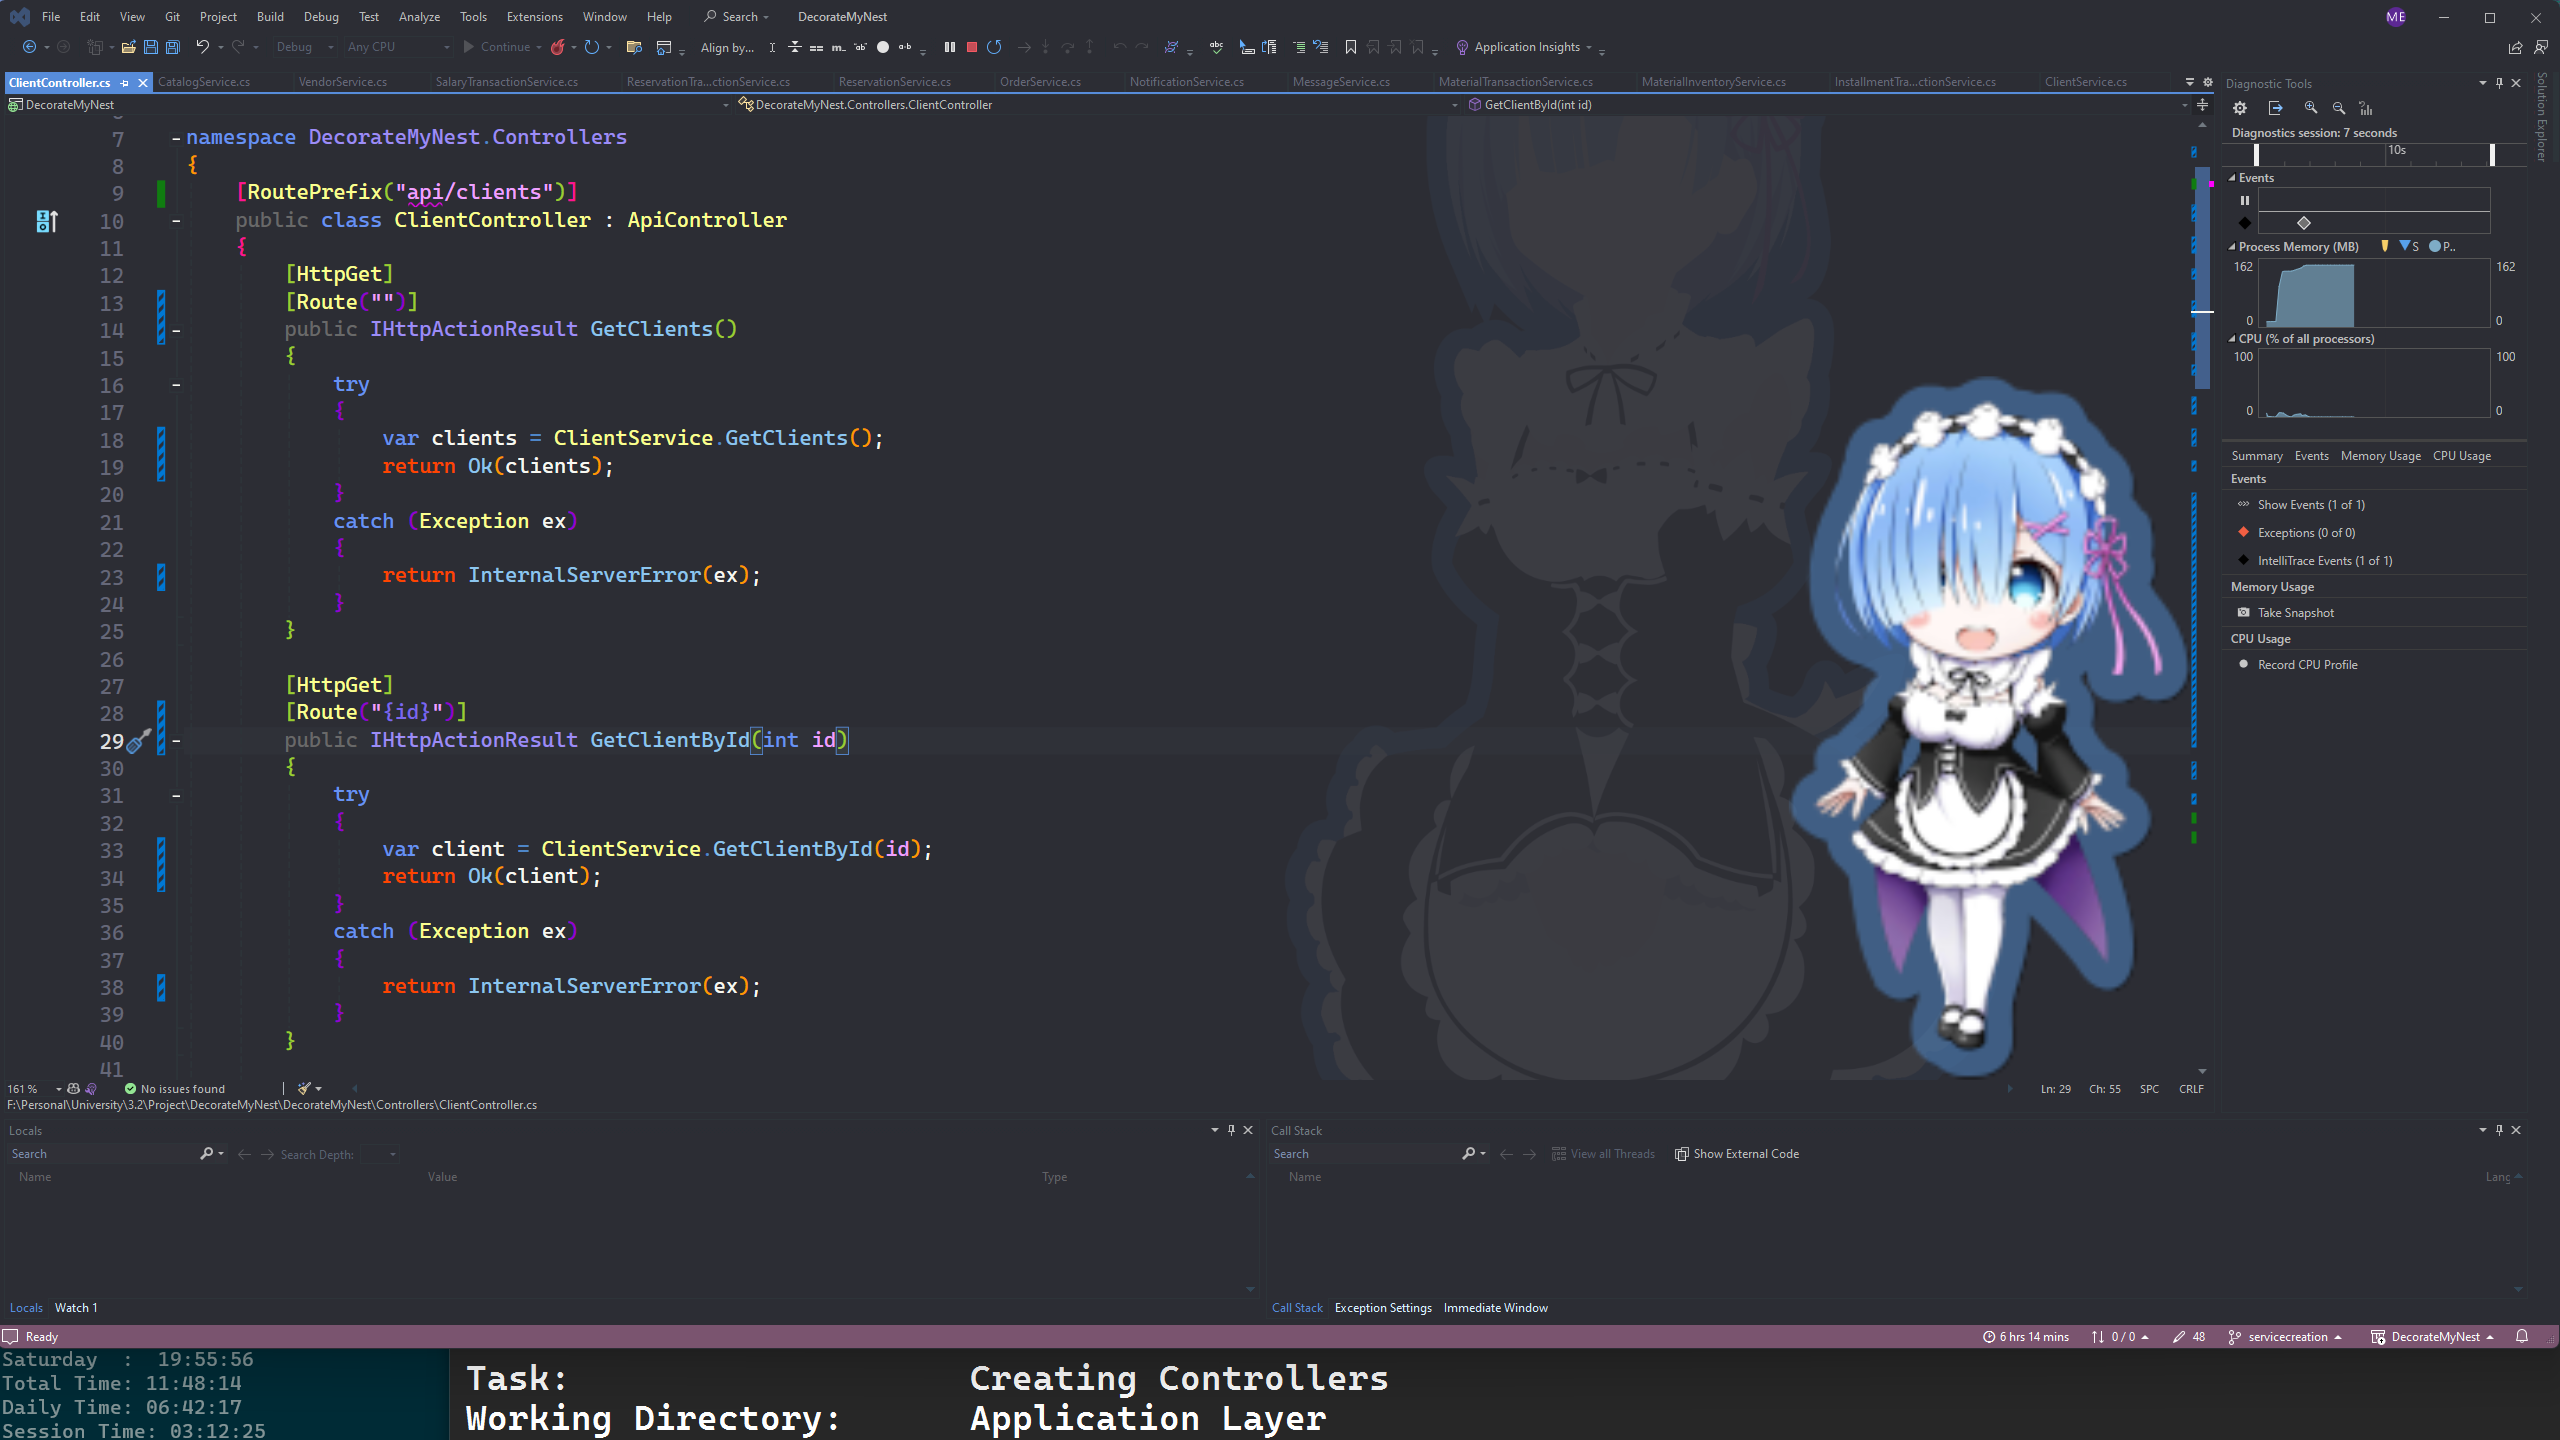 File Edit View Git Project Build Debug Test Analyze Tools Extensions Window Help Search DecorateMyNest ME
Debug Any CPU Continue Align by... Application Insights
ClientController.cs CatalogService.cs VendorService.cs SalaryTransactionService.cs ReservationTra...ctionService.cs ReservationService.cs OrderService.cs NotificationService.cs MessageService.cs MaterialTransactionService.cs MaterialInventoryService.cs InstallmentTra...ctionService.cs ClientService.cs
DecorateMyNest DecorateMyNest.Controllers.ClientController GetClientById(int id)
7 namespace DecorateMyNest.Controllers
8 {
9 [RoutePrefix("api/clients")]
10 public class ClientController : ApiController
11 {
12 [HttpGet]
13 [Route("")]
14 public IHttpActionResult GetClients()
15 {
16 try
17 {
18 var clients = ClientService.GetClients();
19 return Ok(clients);
20 }
21 catch (Exception ex)
22 {
23 return InternalServerError(ex);
24 }
25 }
26
27 [HttpGet]
28 [Route("{id}")]
29 public IHttpActionResult GetClientById(int id)
30 {
31 try
32 {
33 var client = ClientService.GetClientById(id);
34 return Ok(client);
35 }
36 catch (Exception ex)
37 {
38 return InternalServerError(ex);
39 }
40 }
41
161 % No issues found Ln: 29 Ch: 55 SPC CRLF
F:\Personal\University\3.2\Project\DecorateMyNest\DecorateMyNest\Controllers\ClientController.cs
Diagnostic Tools
Solution Explorer
Diagnostics session: 7 seconds
10s
Events
Process Memory (MB) S P..
162 162
0 0
CPU (% of all processors)
100 100
0 0
Summary Events Memory Usage CPU Usage
Events
Show Events (1 of 1)
Exceptions (0 of 0)
IntelliTrace Events (1 of 1)
Memory Usage
Take Snapshot
CPU Usage
Record CPU Profile
Locals
Search Search Depth:
Name Value Type
Locals Watch 1
Call Stack
Search View all Threads Show External Code
Name Lang
Call Stack Exception Settings Immediate Window
Ready 6 hrs 14 mins 0 / 0 48 servicecreation DecorateMyNest
Saturday : 19:55:56
Total Time: 11:48:14
Daily Time: 06:42:17
Session Time: 03:12:25
Task: Creating Controllers
Working Directory: Application Layer